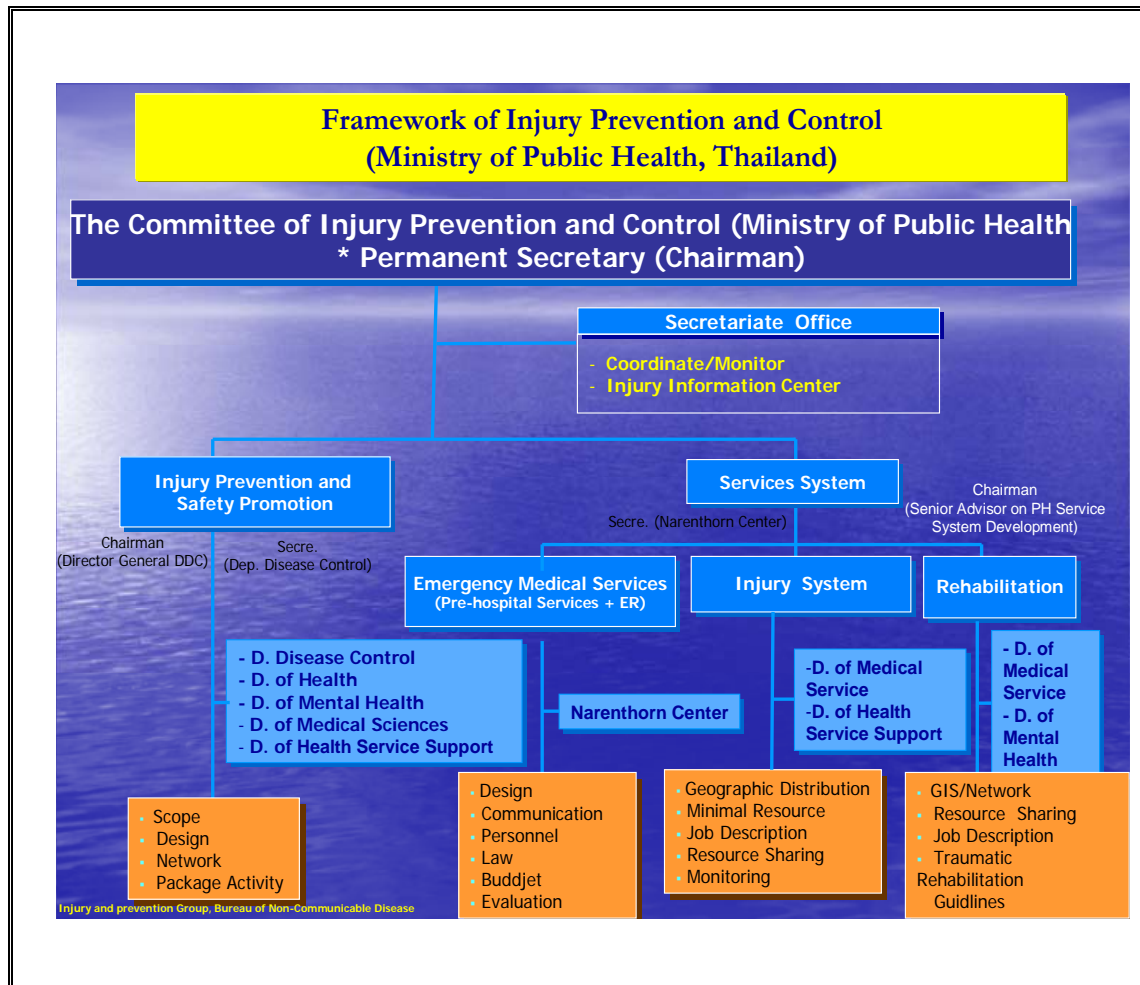 Framework of Injury Prevention and Control
(Ministry of Public Health, Thailand)
The Committee of Injury Prevention and Control (Ministry of Public Health
* Permanent Secretary (Chairman)
Secretariate Office
- Coordinate/Monitor
- Injury Information Center
Injury Prevention and
Safety Promotion
Services System
Chairman
(Senior Advisor on PH Service
System Development)
Secre. (Narenthorn Center)
Chairman
(Director General DDC)
Secre.
(Dep. Disease Control)
Emergency Medical Services
(Pre-hospital Services + ER)
Injury System
Rehabilitation
- D. Disease Control
- D. of Health
- D. of Mental Health
- D. of Medical Sciences
- D. of Health Service Support
Narenthorn Center
-D. of Medical
Service
-D. of Health
Service Support
- D. of
Medical
Service
- D. of
Mental
Health
• Scope
• Design
• Network
• Package Activity
• Design
• Communication
• Personnel
• Law
• Buddjet
• Evaluation
• Geographic Distribution
• Minimal Resource
• Job Description
• Resource Sharing
• Monitoring
• GIS/Network
• Resource Sharing
• Job Description
• Traumatic
Rehabilitation
Guidlines
Injury and prevention Group, Bureau of Non-Communicable Disease